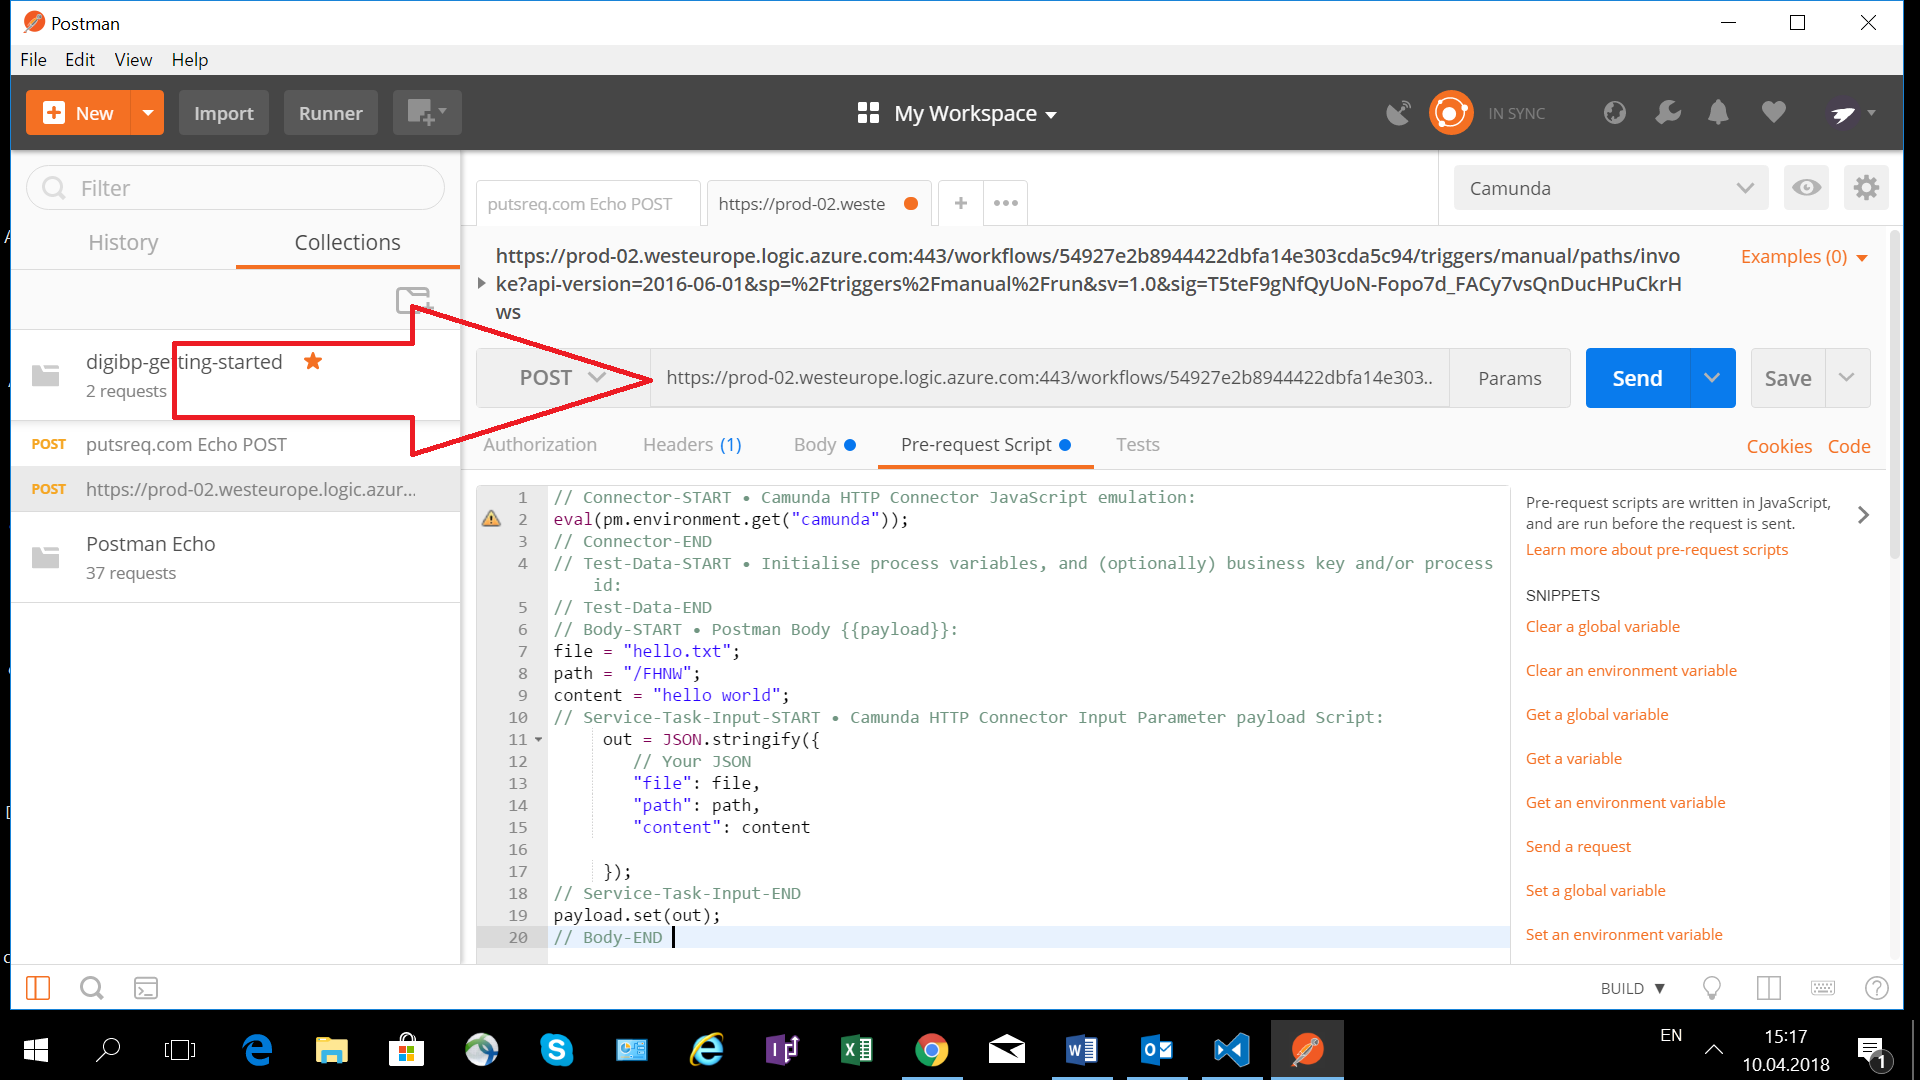 Postman
File Edit View Help
New Import Runner My Workspace IN SYNC
Filter
History Collections
digibp-getting-started
2 requests
POST putsreq.com Echo POST
POST https://prod-02.westeurope.logic.azur...
Postman Echo
37 requests
putsreq.com Echo POST https://prod-02.weste + •••
Camunda
https://prod-02.westeurope.logic.azure.com:443/workflows/54927e2b8944422dbfa14e303cda5c94/triggers/manual/paths/invo
ke?api-version=2016-06-01&sp=%2Ftriggers%2Fmanual%2Frun&sv=1.0&sig=T5teF9gNfQyUoN-Fopo7d_FACy7vsQnDucHPuCkrH
ws
Examples (0)
POST https://prod-02.westeurope.logic.azure.com:443/workflows/54927e2b8944422dbfa14e303.. Params Send Save
Authorization Headers (1) Body Pre-request Script Tests Cookies Code
1 // Connector-START • Camunda HTTP Connector JavaScript emulation:
2 eval(pm.environment.get("camunda"));
3 // Connector-END
4 // Test-Data-START • Initialise process variables, and (optionally) business key and/or process
id:
5 // Test-Data-END
6 // Body-START • Postman Body {{payload}}:
7 file = "hello.txt";
8 path = "/FHNW";
9 content = "hello world";
10 // Service-Task-Input-START • Camunda HTTP Connector Input Parameter payload Script:
11 out = JSON.stringify({
12 // Your JSON
13 "file": file,
14 "path": path,
15 "content": content
16
17 });
18 // Service-Task-Input-END
19 payload.set(out);
20 // Body-END
Pre-request scripts are written in JavaScript,
and are run before the request is sent.
Learn more about pre-request scripts
SNIPPETS
Clear a global variable
Clear an environment variable
Get a global variable
Get a variable
Get an environment variable
Send a request
Set a global variable
Set an environment variable
BUILD
EN
15:17
10.04.2018
1